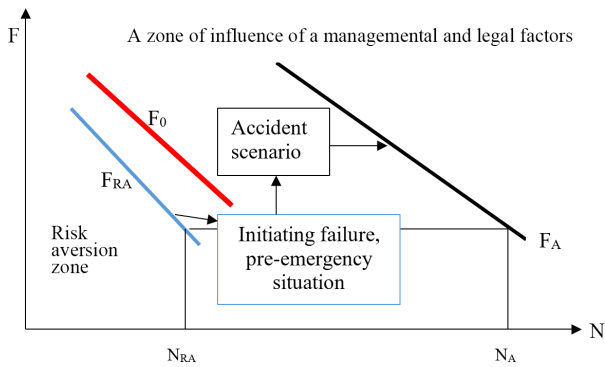 F
A zone of influence of a managemental and legal factors
F0
Accident
scenario
FRA
Risk
aversion
zone
Initiating failure,
pre-emergency
situation
FA
N
NRA
NA